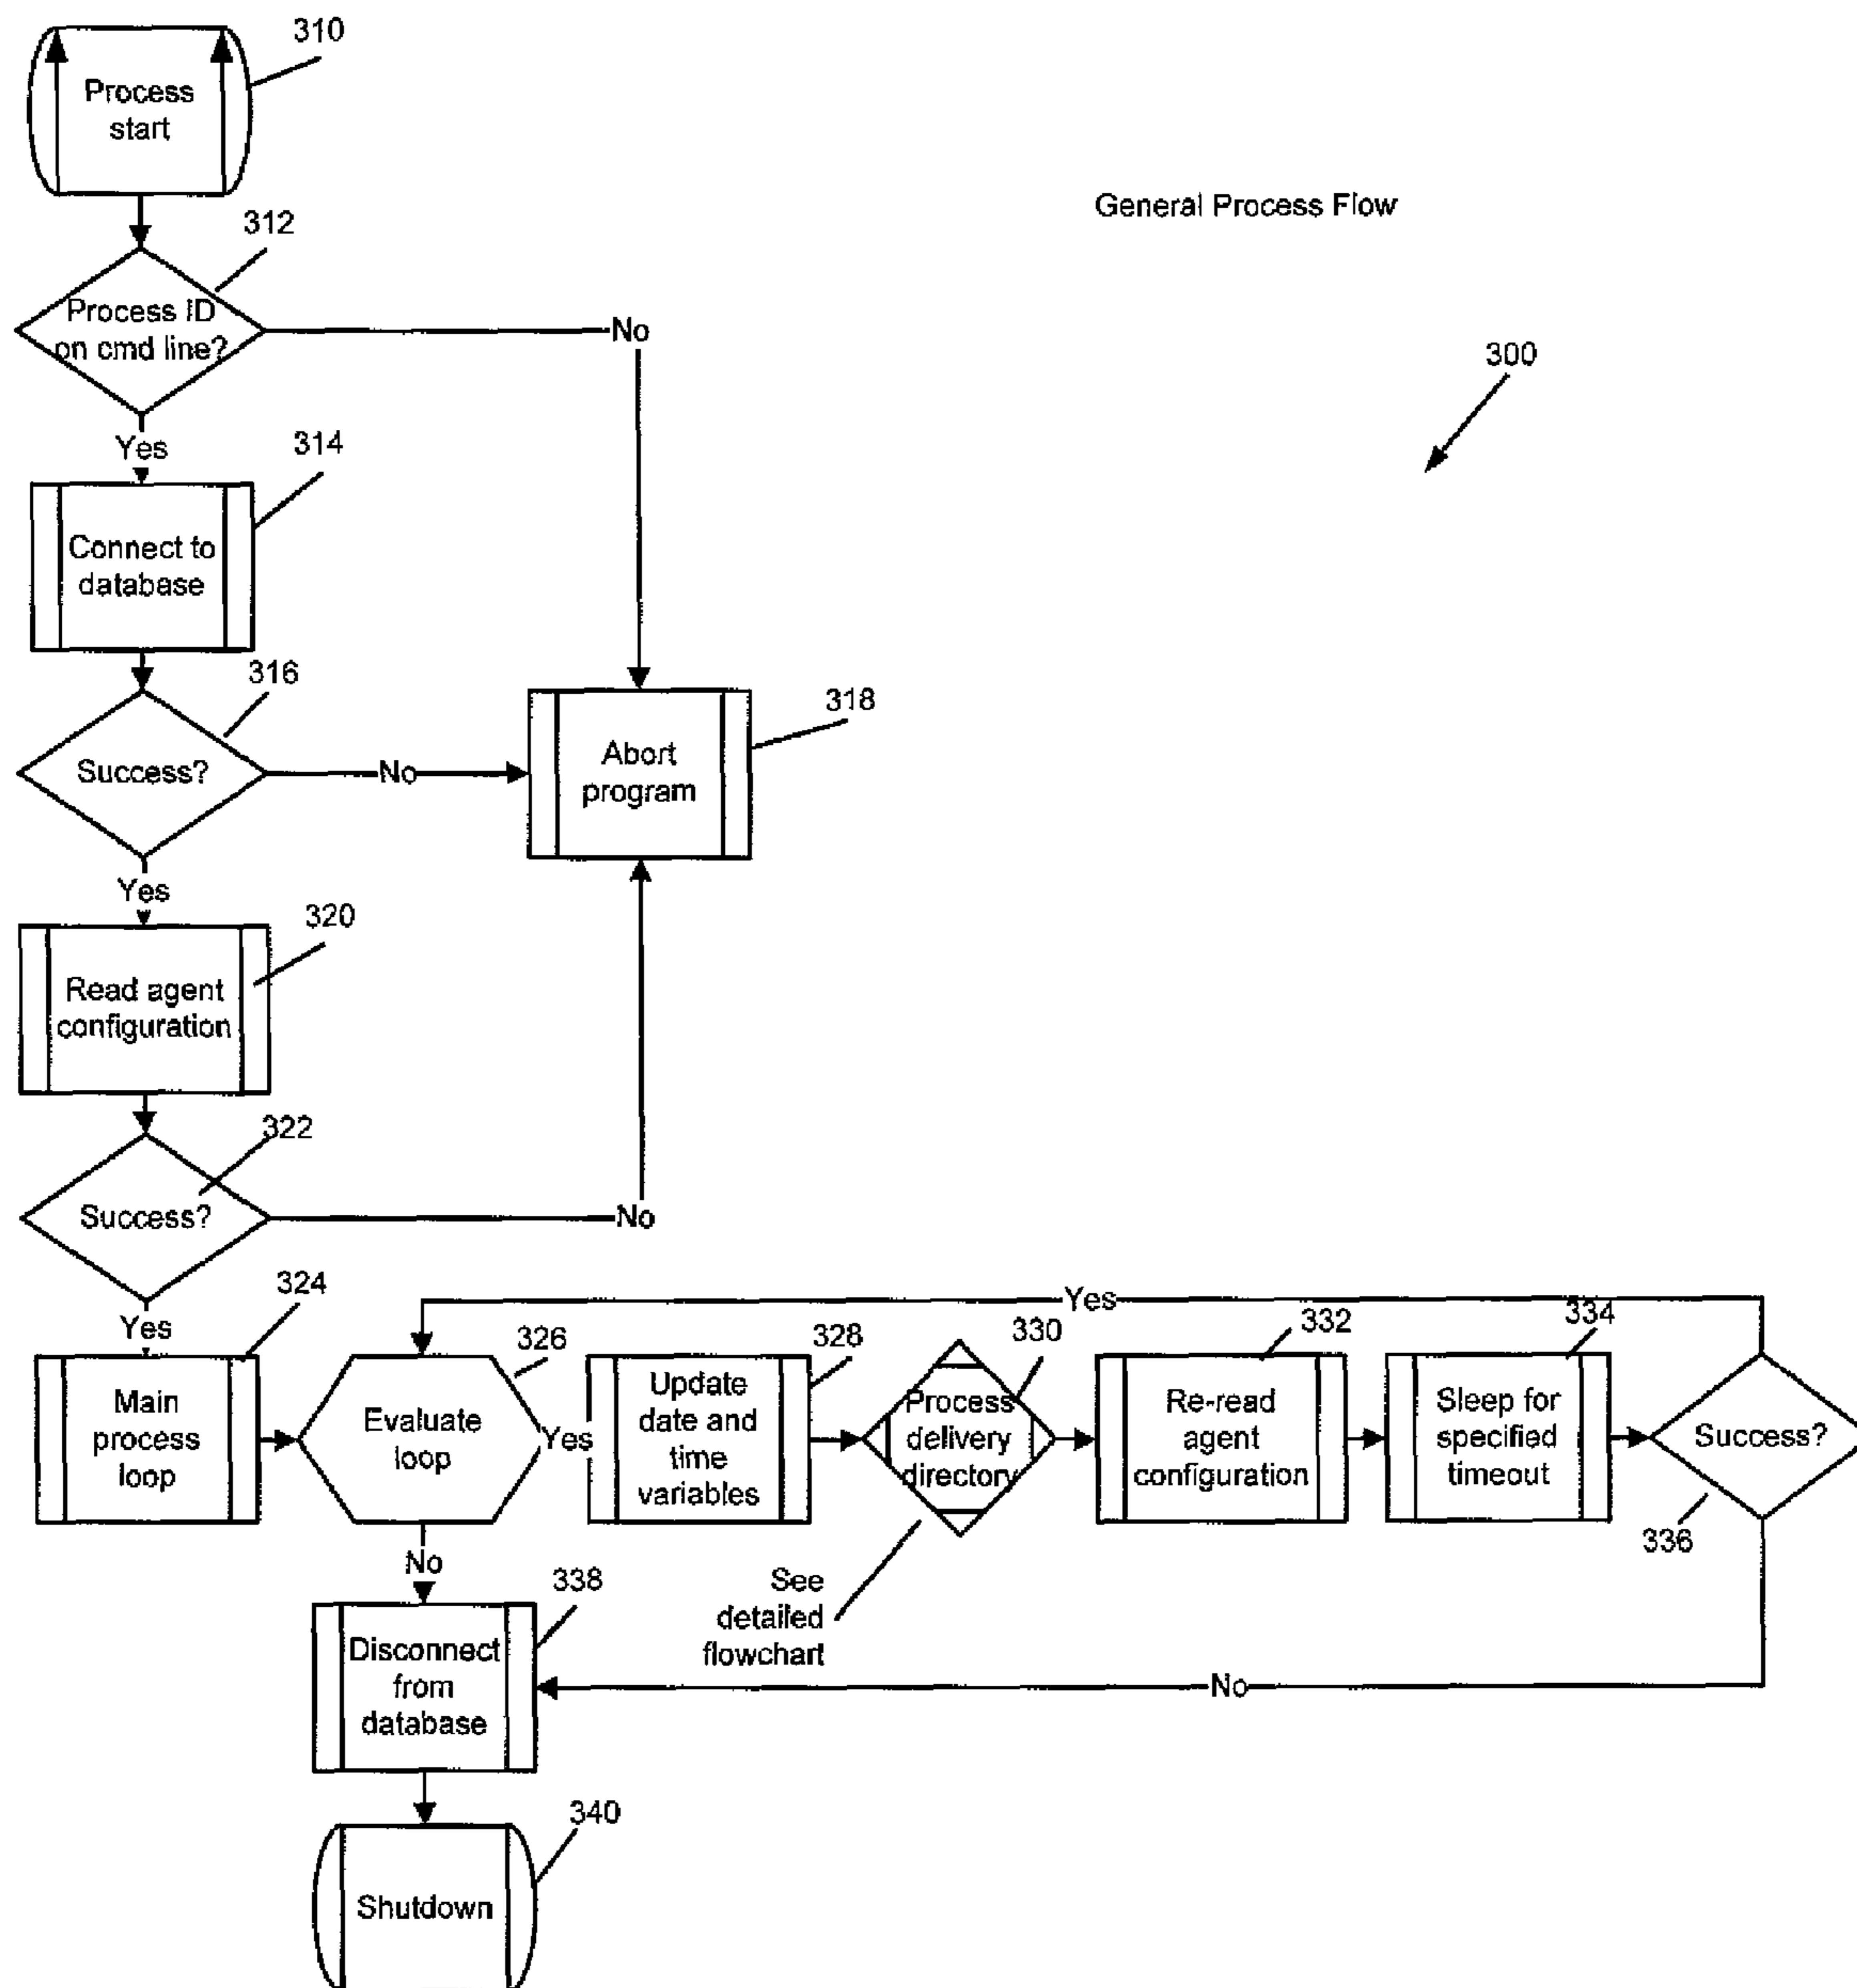 310
Process
start
General Process Flow
312
Process ID
on cmd line?
No
300
Yes
314
Connect to
database
316
Success?
No
318
Abort
program
Yes
320
Read agent
configuration
322
Success?
No
Yes
324
Main
process
loop
326
Evaluate
loop
Yes
328
Update
date and
time
variables
330
Process
delivery
directory
See
detailed
flowchart
332
Re-read
agent
configuration
334
Sleep for
specified
timeout
Success?
336
Yes
No
No
338
Disconnect
from
database
340
Shutdown